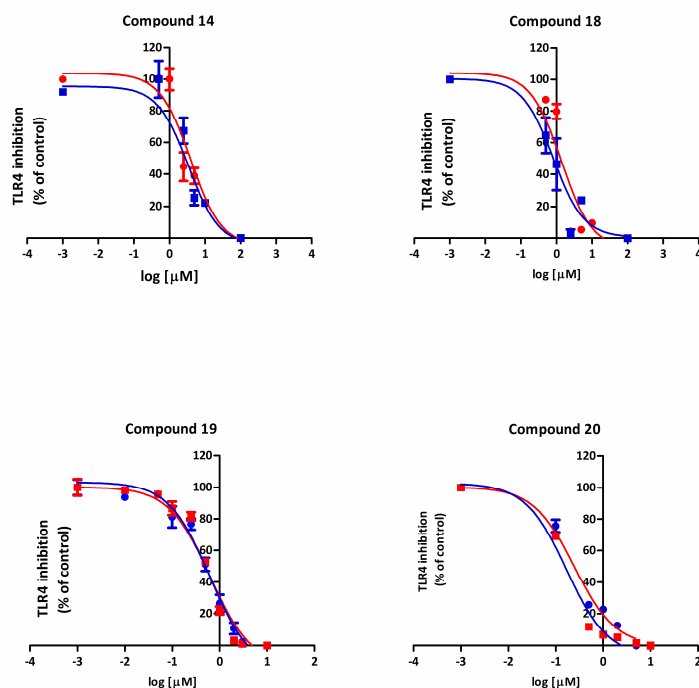 Compound 14
TLR4 inhibition
(% of control)
120
100
80
60
40
20
-4 -3 -2 -1 0 1 2 3 4
log [µM]
Compound 18
TLR4 inhibition
(% of control)
120
100
80
60
40
20
-4 -3 -2 -1 0 1 2 3 4
log [µM]
Compound 19
TLR4 inhibition
(% of control)
120
100
80
60
40
20
-4 -3 -2 -1 0 1 2
log [µM]
Compound 20
TLR4 inhibition
(% of control)
120
100
80
60
40
20
-4 -3 -2 -1 0 1 2
log [µM]